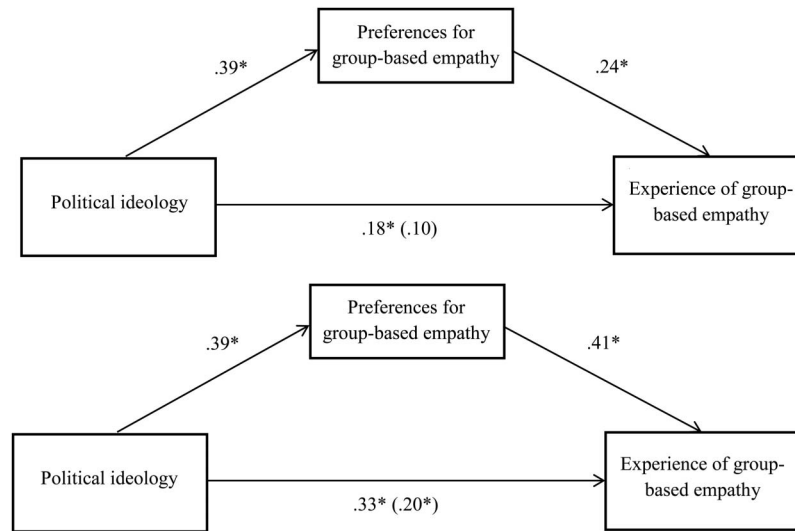 Preferences for
group-based empathy
.39*
.24*
Political ideology
Experience of group-
based empathy
.18* (.10)
Preferences for
group-based empathy
.39*
.41*
Political ideology
Experience of group-
based empathy
.33* (.20*)